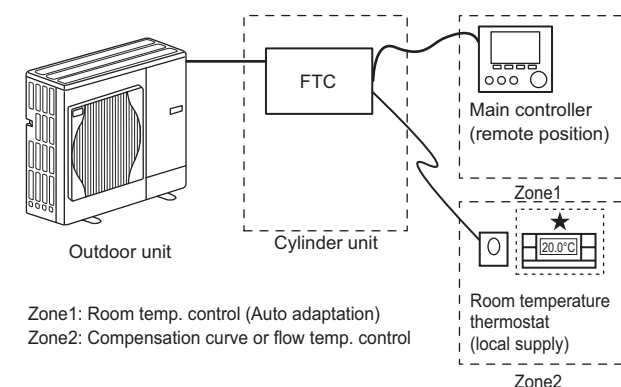 FTC
Main controller
(remote position)
Zone1
Outdoor unit
Cylinder unit
20.0°C
Room temperature
thermostat
(local supply)
Zone2
Zone1: Room temp. control (Auto adaptation)
Zone2: Compensation curve or flow temp. control